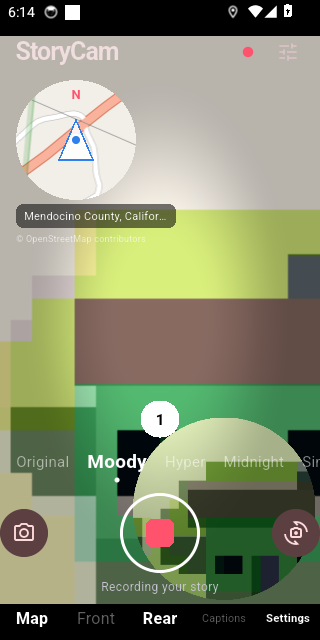 6:14
StoryCam
N
Mendocino County, Califor...
© OpenStreetMap contributors
1
Original Moody Hyper Midnight Sin
Recording your story
Map Front Rear Captions Settings